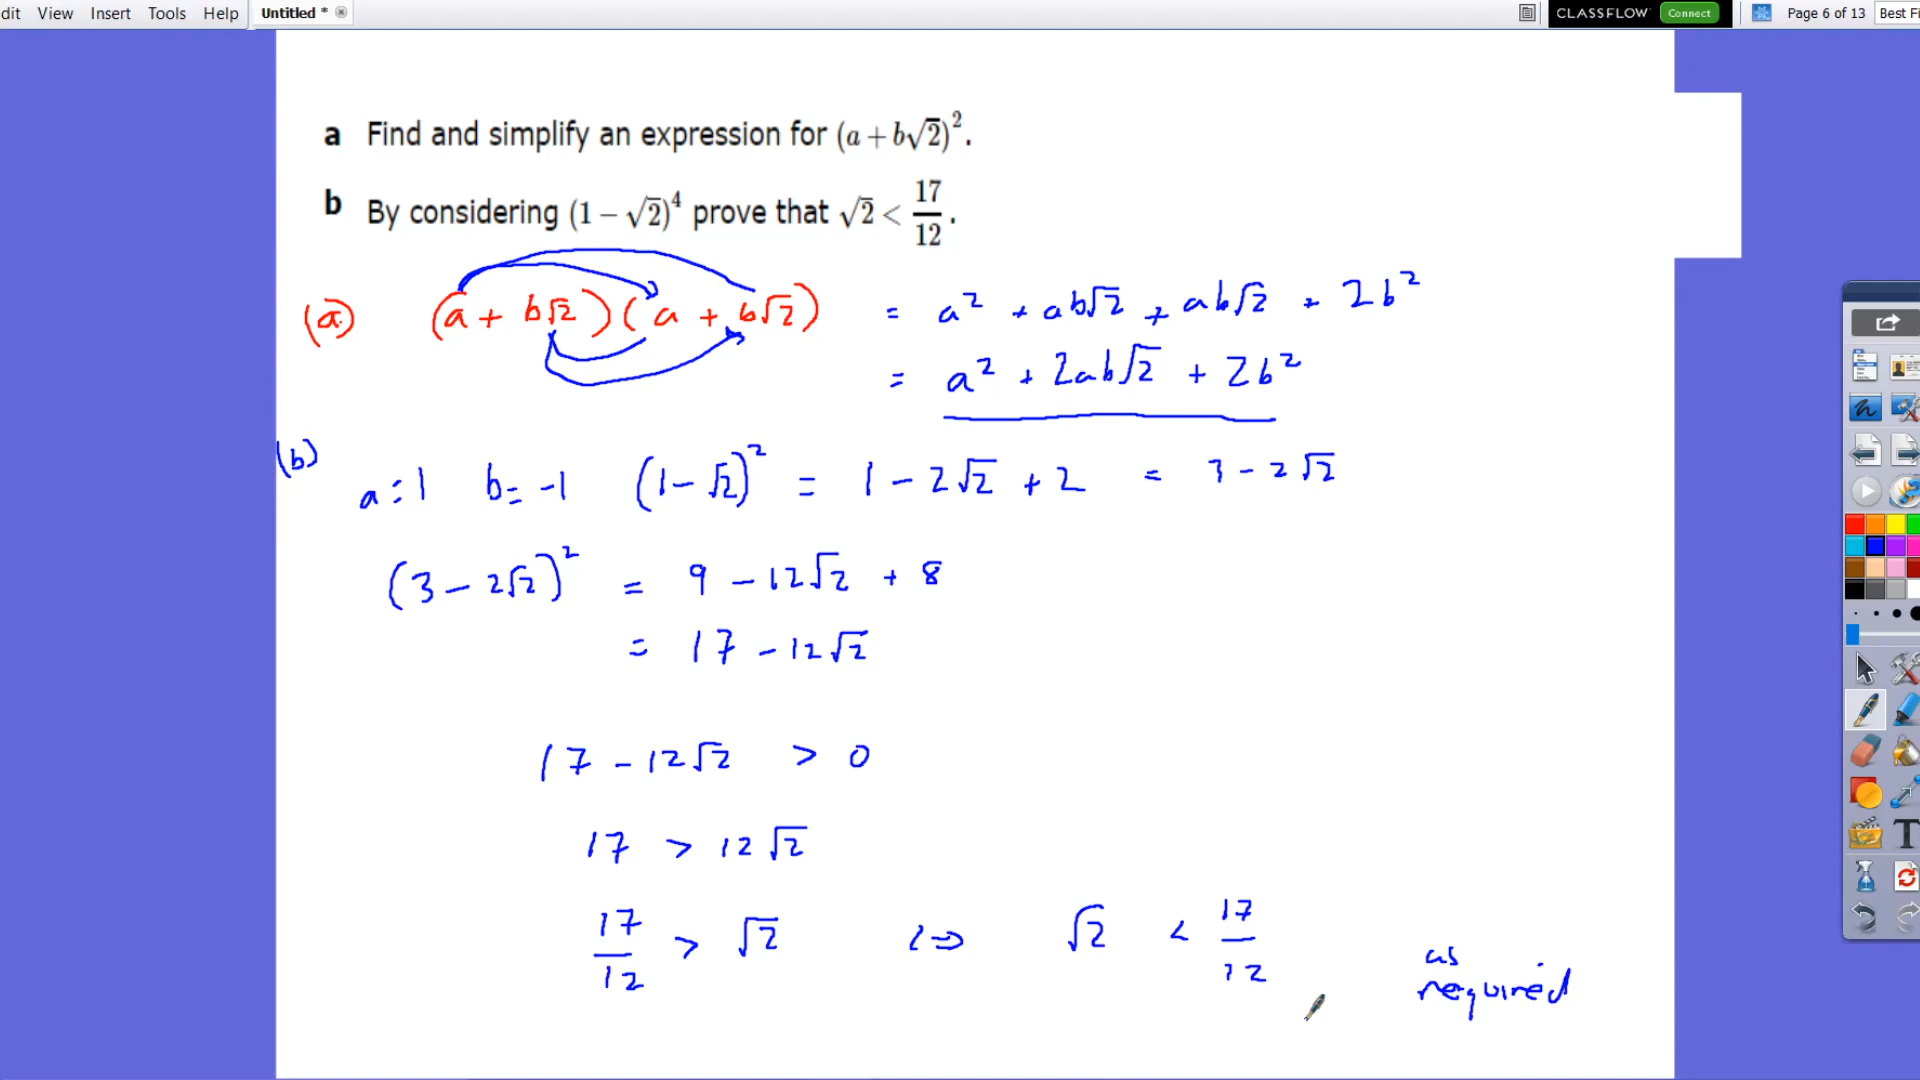 dit View Insert Tools Help Untitled * CLASSFLOW Connect Page 6 of 13 Best Fi
a Find and simplify an expression for (a + b√2)².
b By considering (1 − √2)⁴ prove that √2 < 17/12.
(a) (a + b√2)(a + b√2) = a² + ab√2 + ab√2 + 2b²
= a² + 2ab√2 + 2b²
(b) a = 1 b = -1 (1 - √2)² = 1 - 2√2 + 2 = 3 - 2√2
(3 - 2√2)² = 9 - 12√2 + 8
= 17 - 12√2
17 - 12√2 > 0
17 > 12√2
17/12 > √2 ⇔ √2 < 17/12 as required